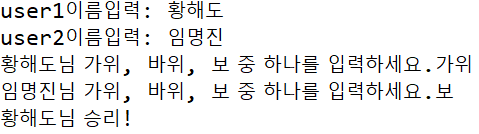 user1이름입력: 황해도
user2이름입력: 임명진
황해도님 가위, 바위, 보 중 하나를 입력하세요.가위
임명진님 가위, 바위, 보 중 하나를 입력하세요.보
황해도님 승리!